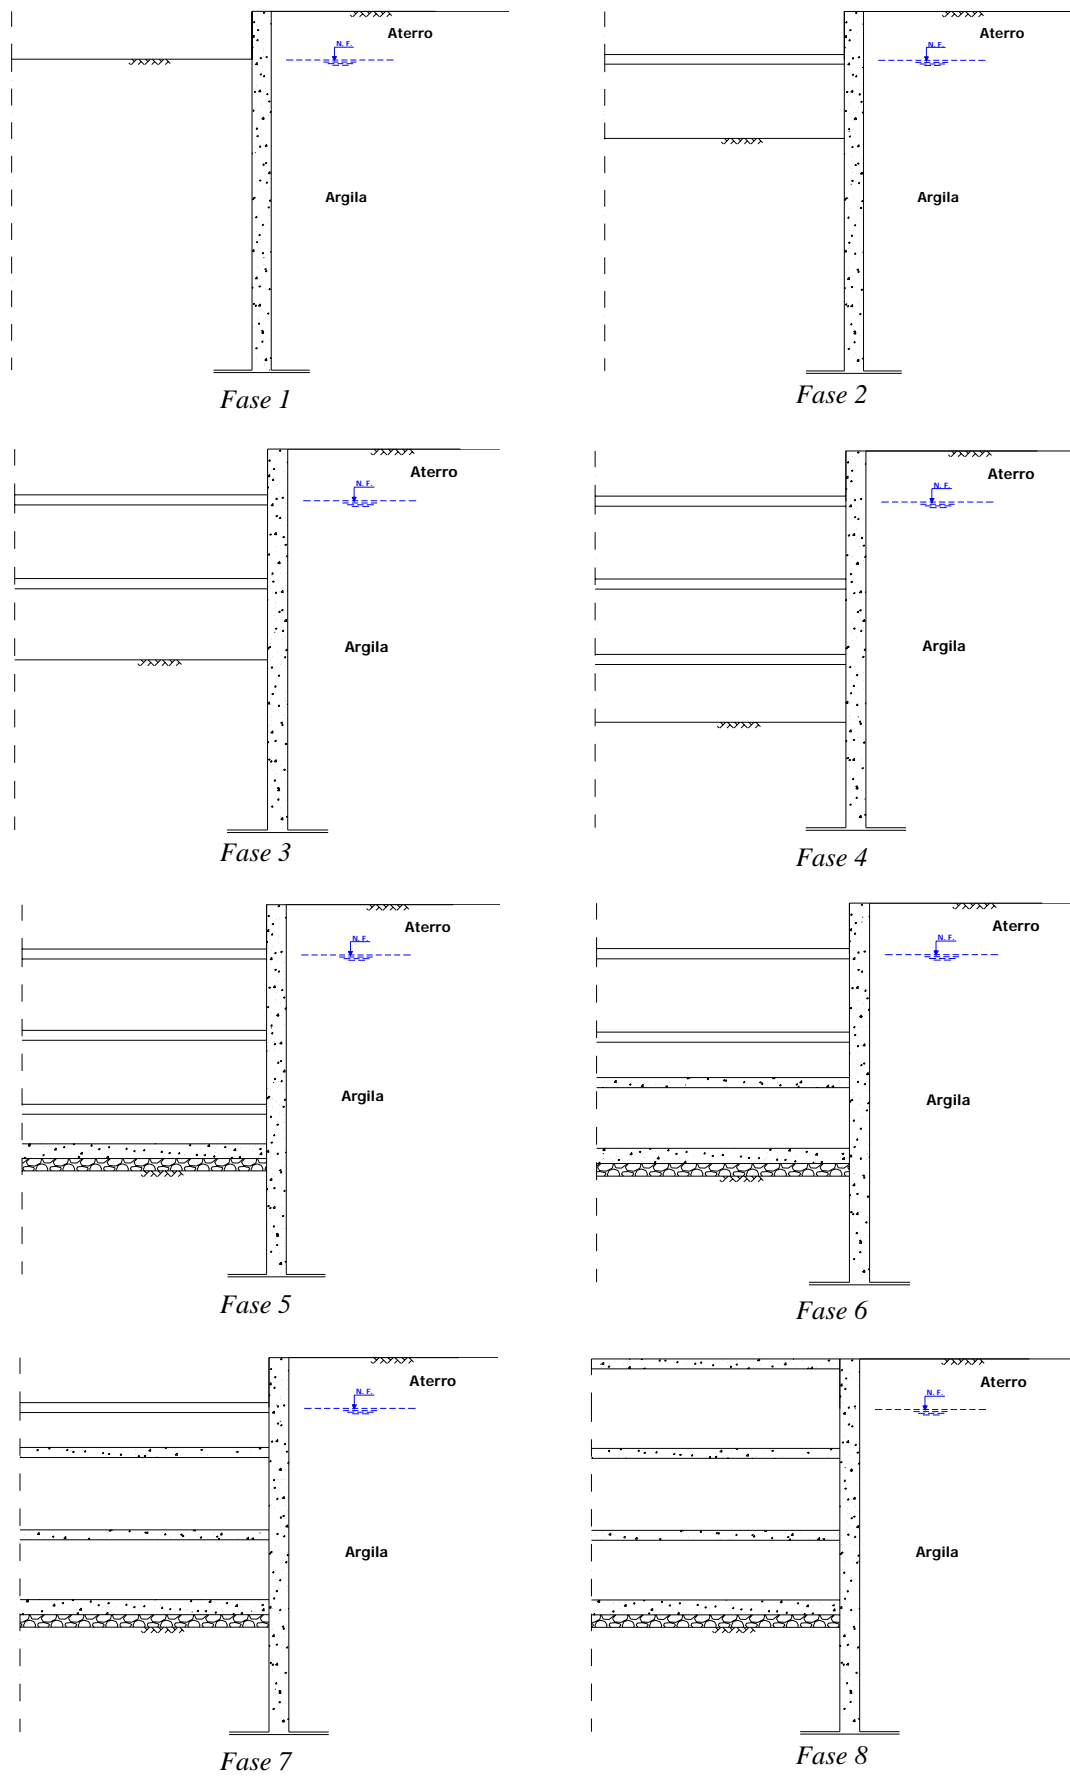 Aterro
N. F.
Argila
Fase 1
Aterro
N. F.
Argila
Fase 2
Aterro
N. F.
Argila
Fase 3
Aterro
N. F.
Argila
Fase 4
Aterro
N. F.
Argila
Fase 5
Aterro
N. F.
Argila
Fase 6
Aterro
N. F.
Argila
Fase 7
Aterro
N. F.
Argila
Fase 8